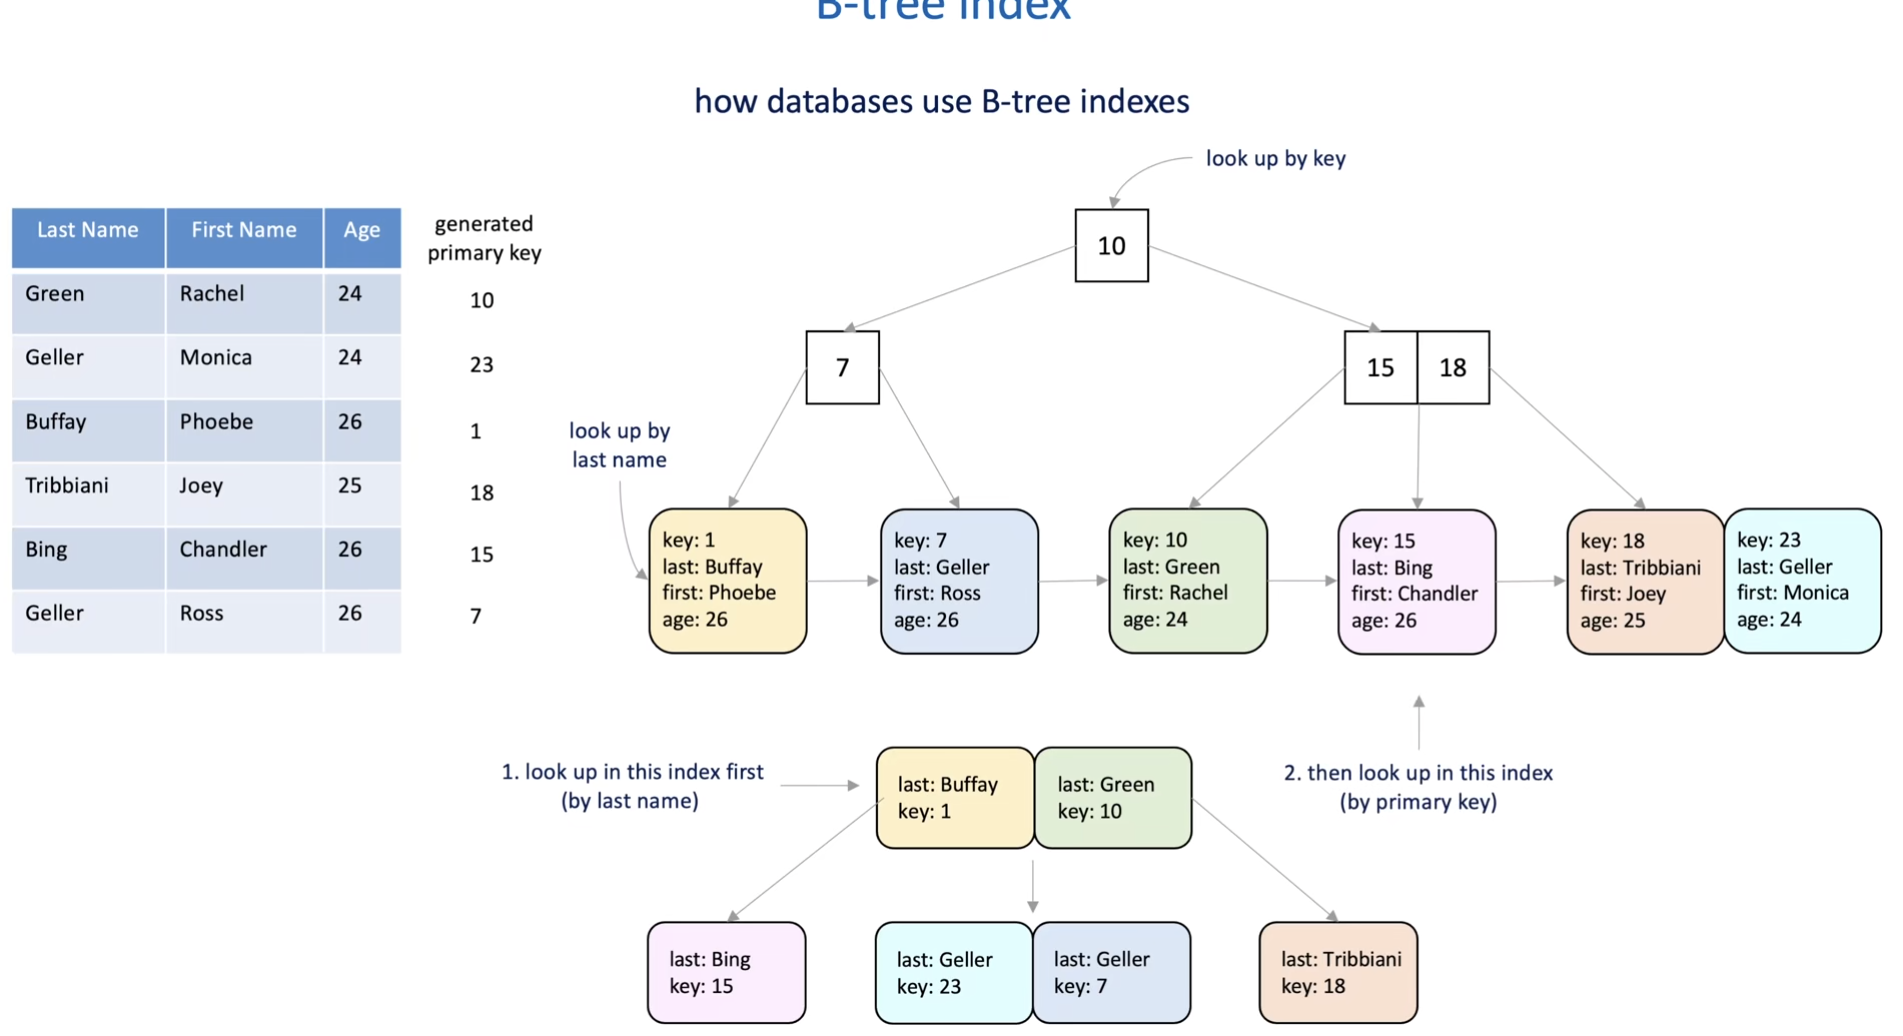 B-tree index
how databases use B-tree indexes
look up by key
Last Name First Name Age
generated
primary key
Green Rachel 24 10
Geller Monica 24 23
Buffay Phoebe 26 1
Tribbiani Joey 25 18
Bing Chandler 26 15
Geller Ross 26 7
10
7
15 18
look up by
last name
key: 1
last: Buffay
first: Phoebe
age: 26
key: 7
last: Geller
first: Ross
age: 26
key: 10
last: Green
first: Rachel
age: 24
key: 15
last: Bing
first: Chandler
age: 26
key: 18
last: Tribbiani
first: Joey
age: 25
key: 23
last: Geller
first: Monica
age: 24
1. look up in this index first
(by last name)
last: Buffay
key: 1
last: Green
key: 10
2. then look up in this index
(by primary key)
last: Bing
key: 15
last: Geller
key: 23
last: Geller
key: 7
last: Tribbiani
key: 18